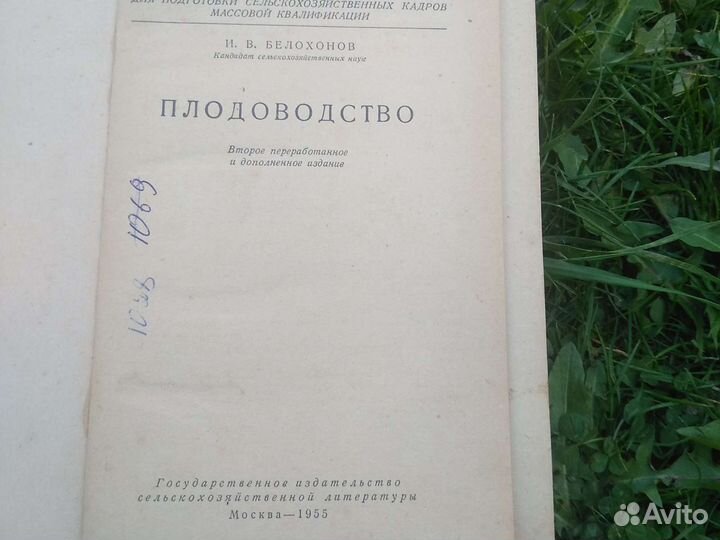 ДЛЯ ПОДГОТОВКИ СЕЛЬСКОХОЗЯЙСТВЕННЫХ КАДРОВ
МАССОВОЙ КВАЛИФИКАЦИИ
И. В. БЕЛОХОНОВ
Кандидат сельскохозяйственных наук
ПЛОДОВОДСТВО
Второе переработанное
и дополненное издание
1069
Государственное издательство
сельскохозяйственной литературы
Москва—1955
Avito